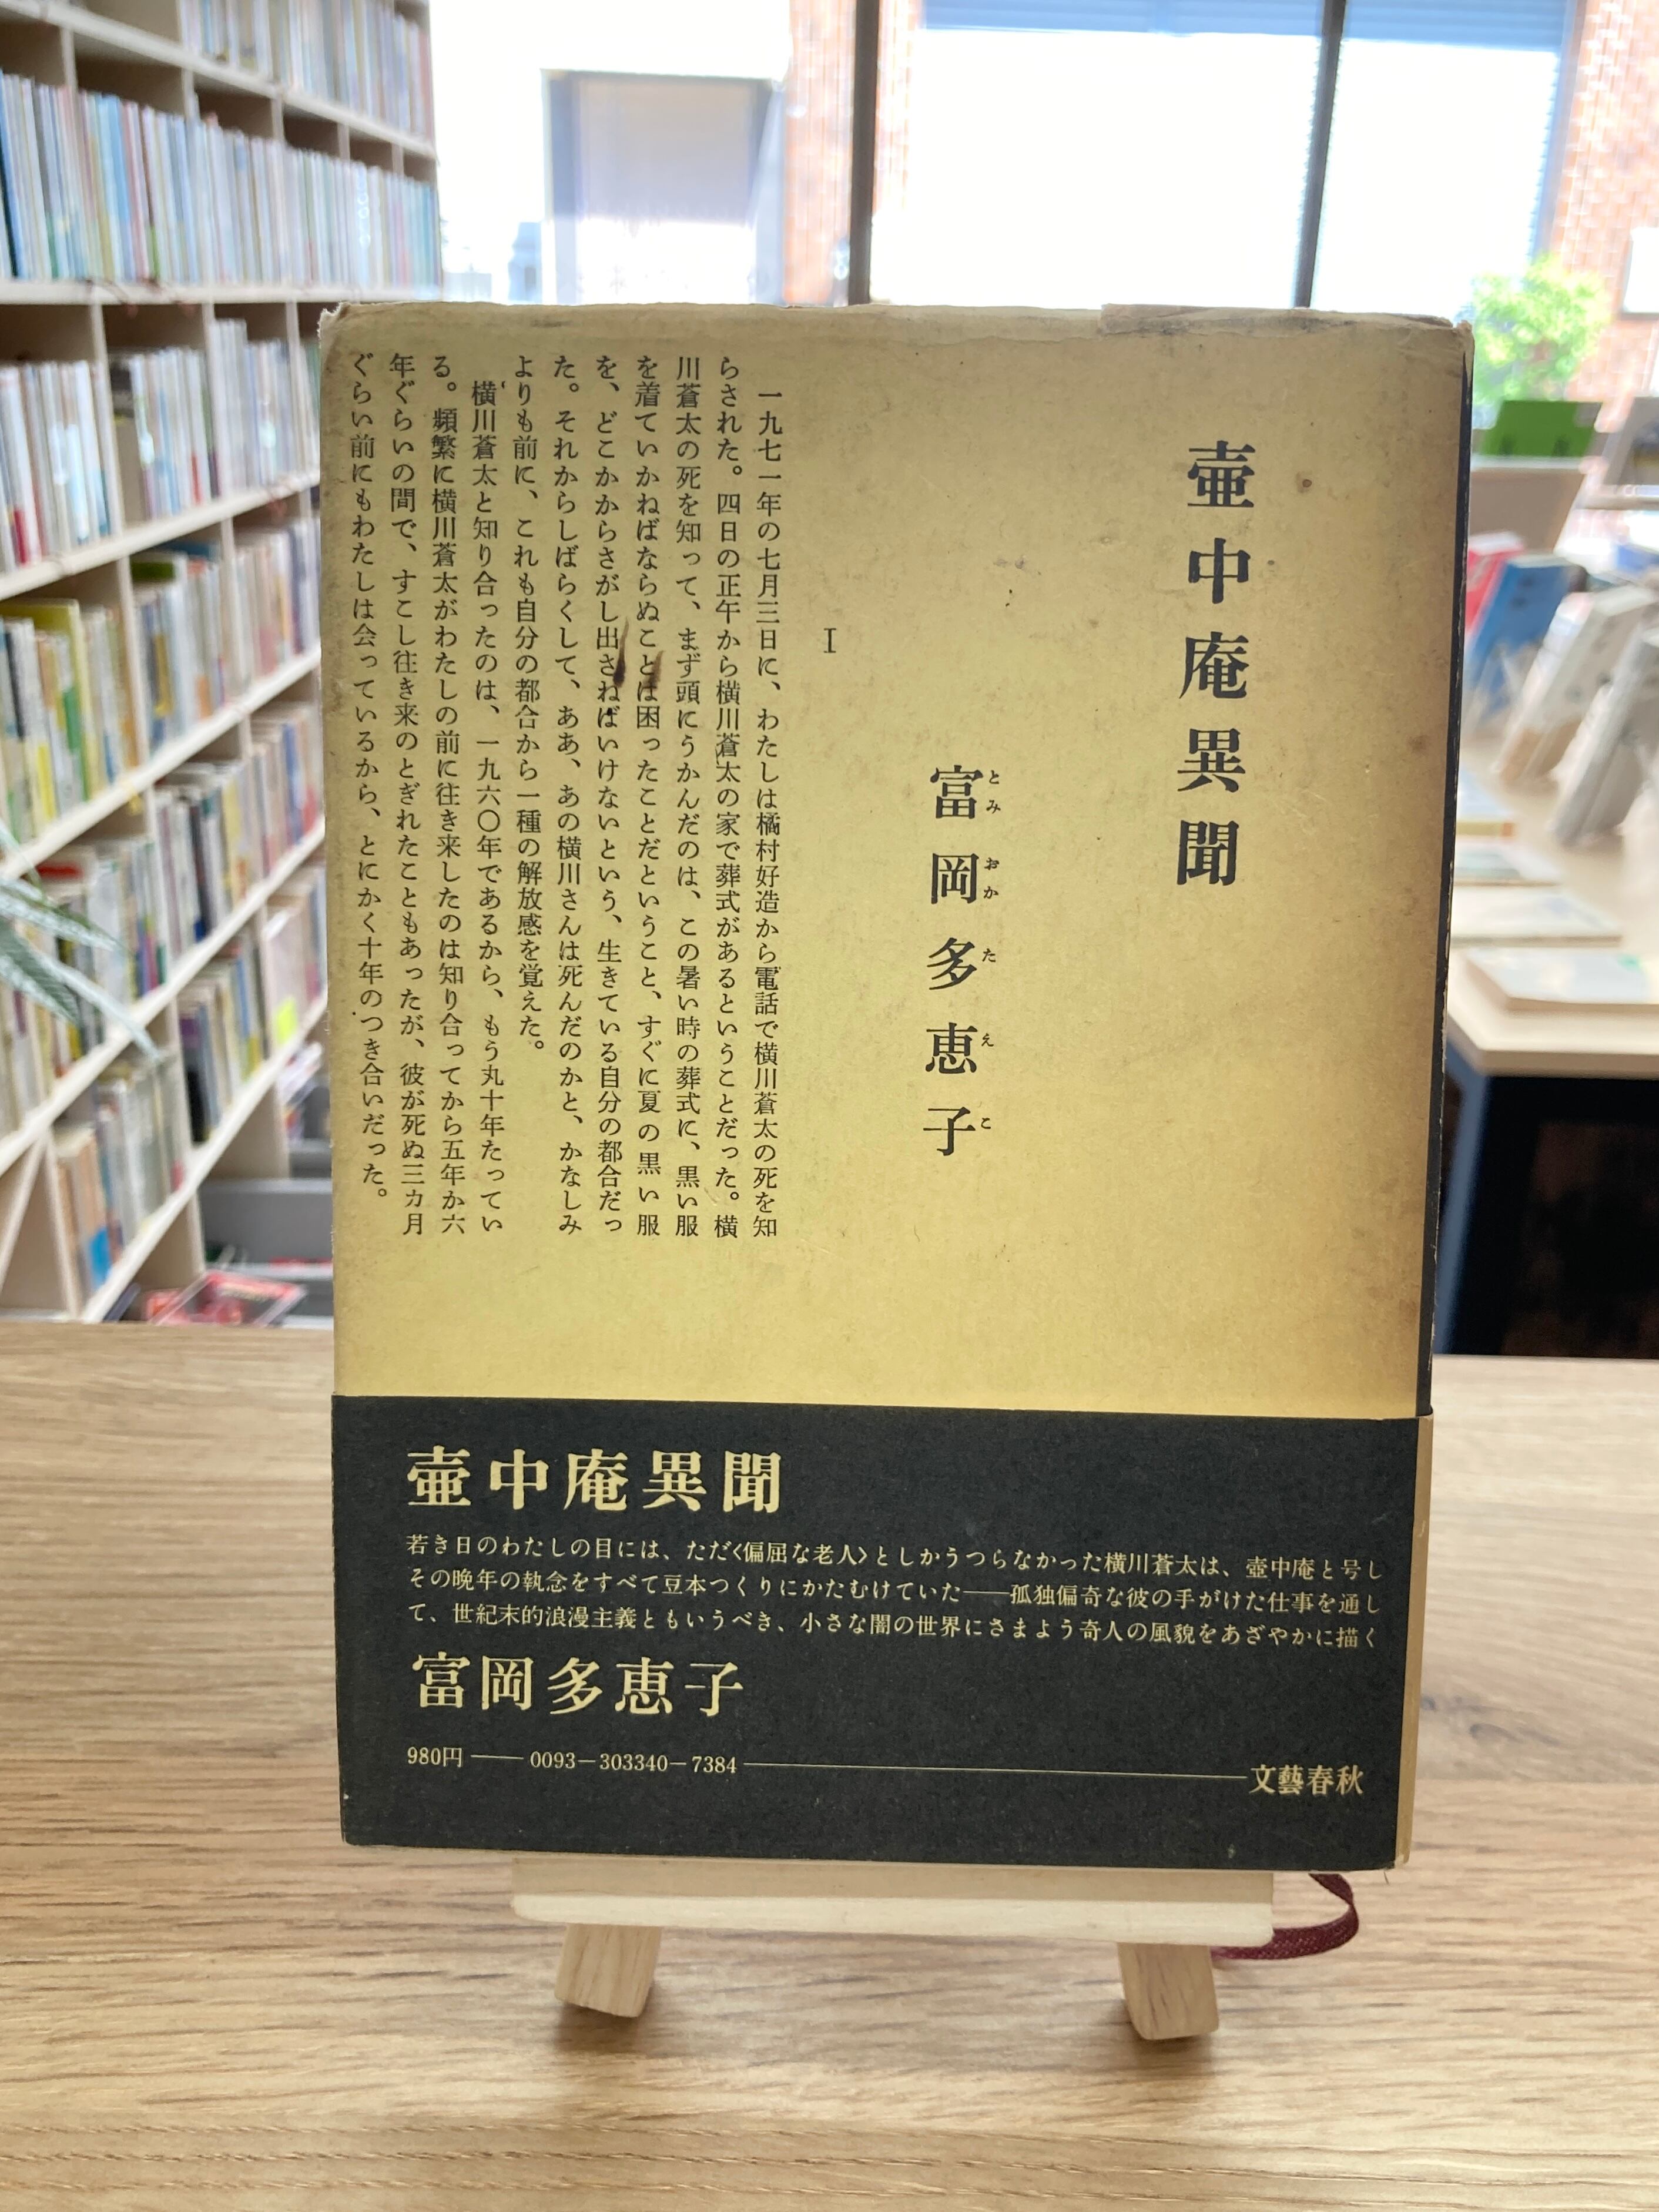 壺中庵異聞
富岡多恵子
とみ おか た え こ
I
一九七一年の七月三日に、わたしは橘村好造から電話で横川蒼太の死を知
らされた。四日の正午から横川蒼太の家で葬式があるということだった。横
川蒼太の死を知って、まず頭にうかんだのは、この暑い時の葬式に、黒い服
を着ていかねばならぬことは困ったことだということ、すぐに夏の黒い服
を、どこかからさがし出さねばいけないという、生きている自分の都合だっ
た。それからしばらくして、ああ、あの横川さんは死んだのかと、かなしみ
よりも前に、これも自分の都合から一種の解放感を覚えた。
横川蒼太と知り合ったのは、一九六〇年であるから、もう丸十年たってい
る。頻繁に横川蒼太がわたしの前に往き来したのは知り合ってから五年か六
年ぐらいの間で、すこし往き来のとぎれたこともあったが、彼が死ぬ三カ月
ぐらい前にもわたしは会っているから、とにかく十年のつき合いだった。
壺中庵異聞
若き日のわたしの目には、ただ〈偏屈な老人〉としかうつらなかった横川蒼太は、壺中庵と号し
その晩年の執念をすべて豆本つくりにかたむけていた――孤独偏奇な彼の手がけた仕事を通し
て、世紀末的浪漫主義ともいうべき、小さな闇の世界にさまよう奇人の風貌をあざやかに描く
富岡多恵子
980円 ―― 0093-303340-7384 ―― 文藝春秋